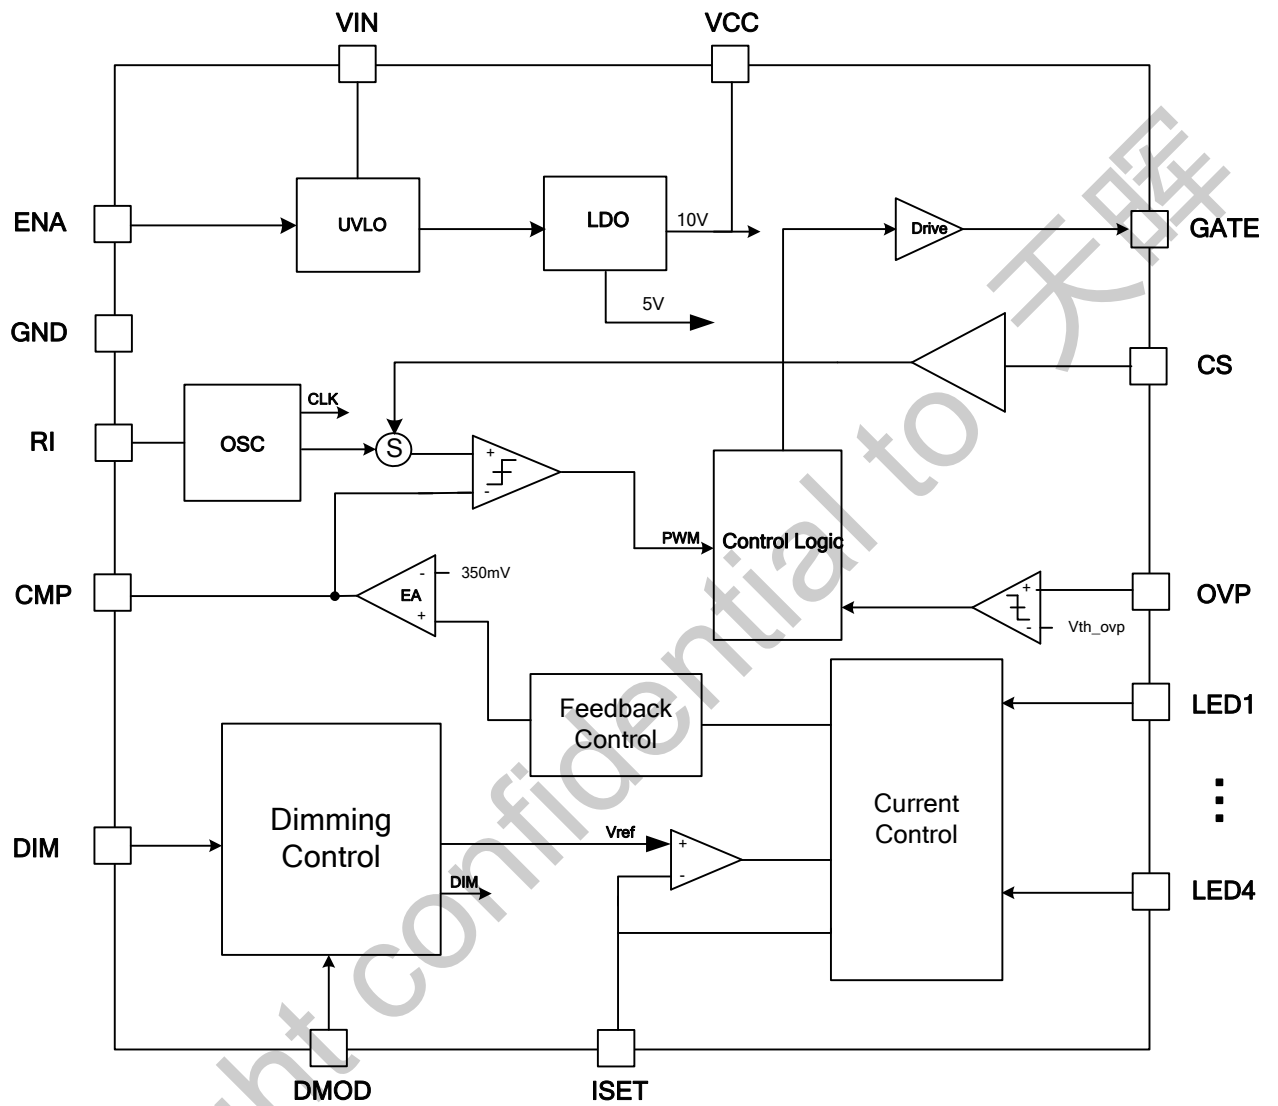 VIN
VCC
ENA
UVLO
LDO
10V
Drive
GATE
5V
GND
CS
RI
OSC
CLK
S
+
-
PWM
Control Logic
CMP
EA
-
+
350mV
+
-
Vth_ovp
OVP
Feedback
Control
LED1
Dimming
Control
Vref
+
-
Current
Control
DIM
DIM
LED4
DMOD
ISET
ght confidential to 天晖